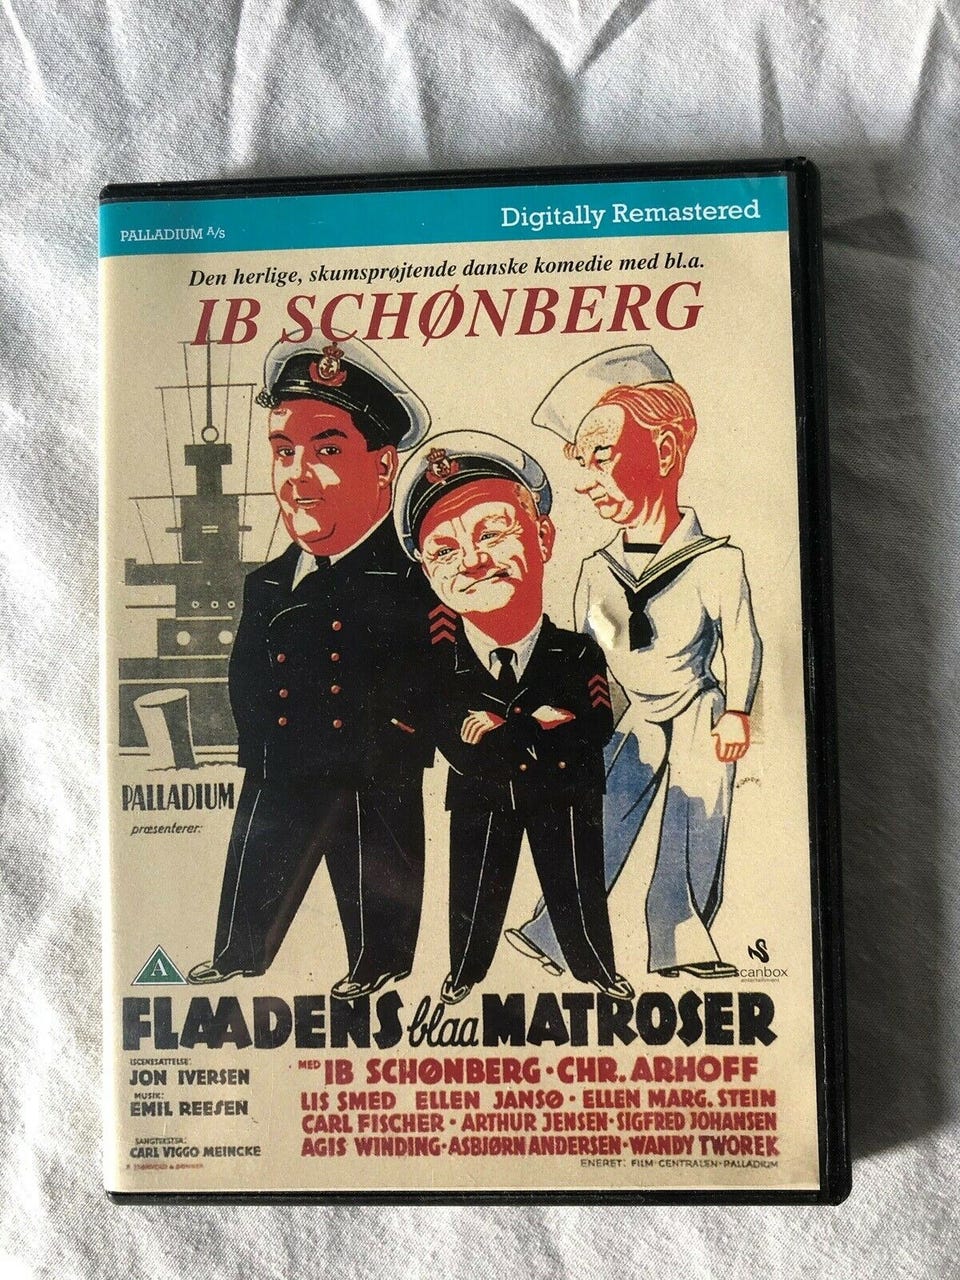 PALLADIUM A/S
Digitally Remastered
Den herlige, skumsprøjtende danske komedie med bl.a.
IB SCHØNBERG
PALLADIUM
præsenterer:
A
scanbox
entertainment
FLAADENS blaa MATROSER
ISCENESÆTTELSE:
JON IVERSEN
MUSIK:
EMIL REESEN
SANGTEKSTER:
CARL VIGGO MEINCKE
MED IB SCHØNBERG · CHR. ARHOFF
LIS SMED ELLEN JANSØ · ELLEN MARG. STEIN
CARL FISCHER · ARTHUR JENSEN · SIGFRED JOHANSEN
AGIS WINDING · ASBJØRN ANDERSEN · WANDY TWOREK
ENERET: FILM-CENTRALEN-PALLADIUM